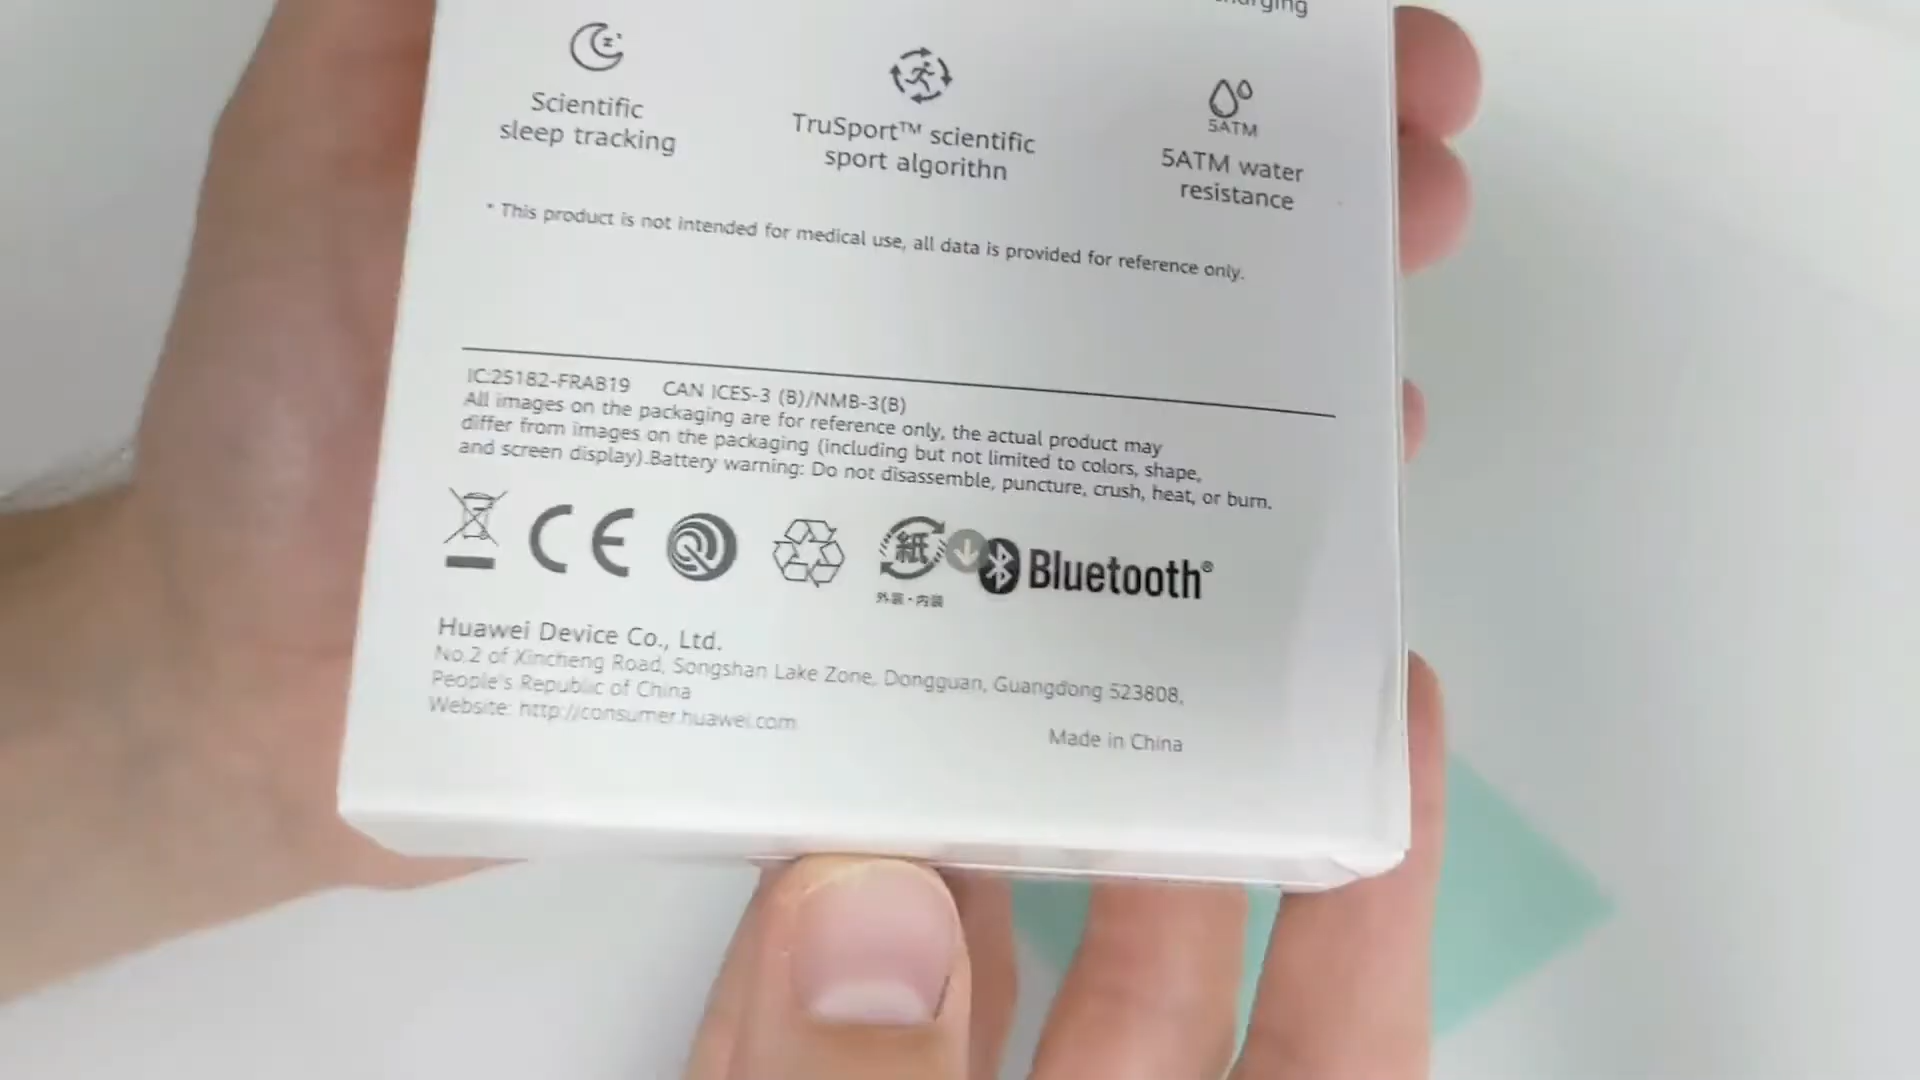 Scientific
sleep tracking
TruSport™ scientific
sport algorithn
5ATM
5ATM water
resistance
* This product is not intended for medical use, all data is provided for reference only.
IC:25182-FRAB19 CAN ICES-3 (B)/NMB-3(B)
All images on the packaging are for reference only, the actual product may
differ from images on the packaging (including but not limited to colors, shape,
and screen display).Battery warning: Do not disassemble, puncture, crush, heat, or burn.
CE
紙
外装・内装
Bluetooth®
Huawei Device Co., Ltd.
No.2 of Xincheng Road, Songshan Lake Zone, Dongguan, Guangdong 523808,
People's Republic of China
Website: http://consumer.huawei.com
Made in China